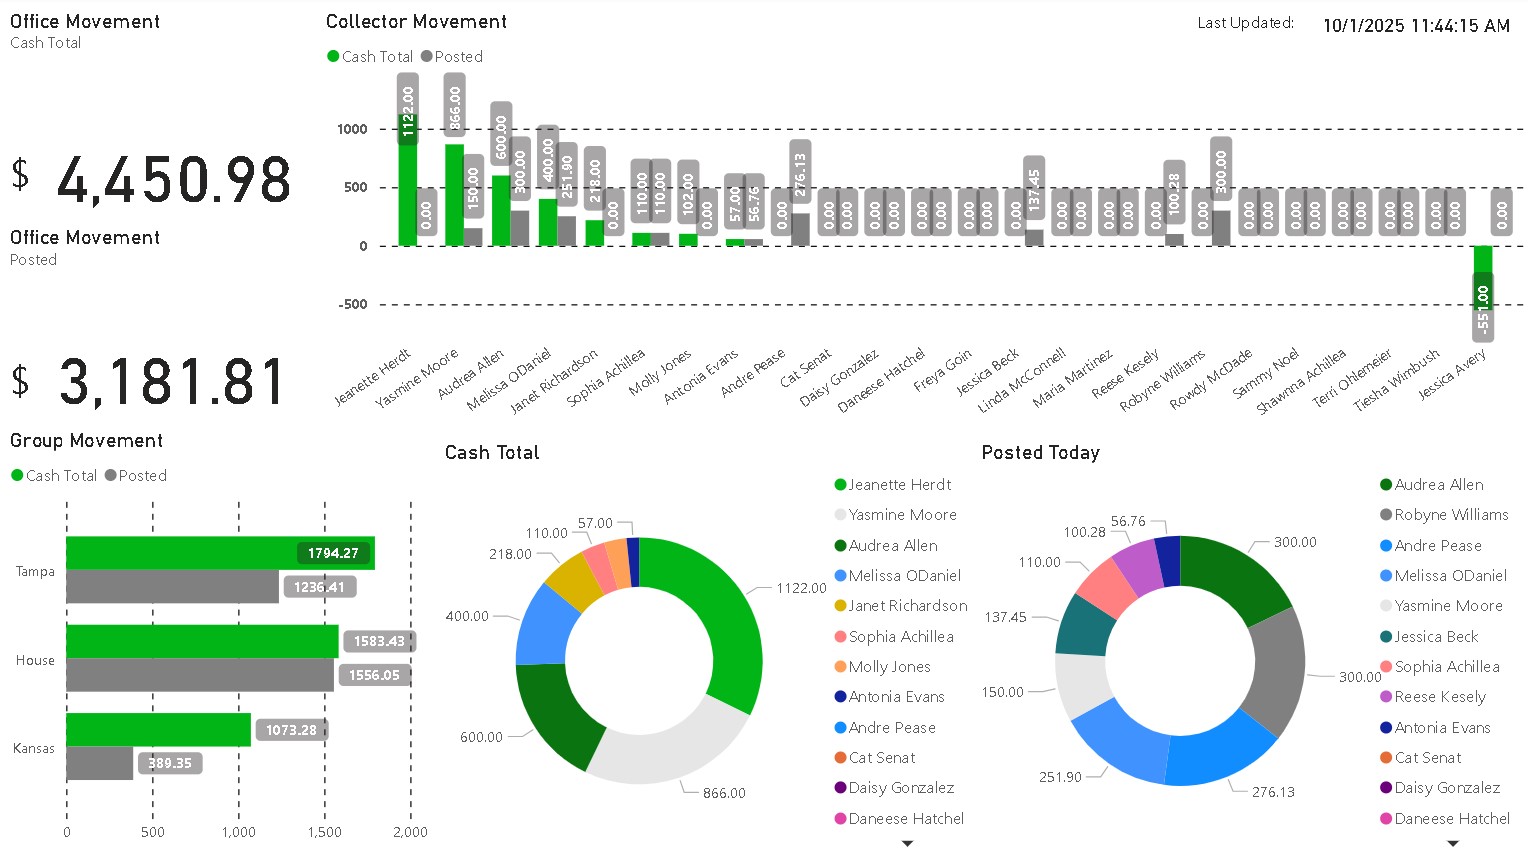 Office Movement
Cash Total
$ 4,450.98
Office Movement
Posted
$ 3,181.81
Collector Movement
Last Updated: 10/1/2025 11:44:15 AM
Cash Total Posted
1000
500
0
-500
1122.00 0.00 866.00 150.00 600.00 300.00 400.00 251.90 218.00 0.00 110.00 110.00 102.00 0.00 57.00 56.76 0.00 276.13 0.00 0.00 0.00 0.00 0.00 0.00 0.00 0.00 0.00 137.45 0.00 0.00 0.00 0.00 0.00 100.28 0.00 300.00 0.00 0.00 0.00 0.00 0.00 0.00 0.00 0.00 0.00 0.00 -551.00 0.00
Jeanette Herdt
Yasmine Moore
Audrea Allen
Melissa ODaniel
Janet Richardson
Sophia Achillea
Molly Jones
Antonia Evans
Andre Pease
Cat Senat
Daisy Gonzalez
Daneese Hatchel
Freya Goin
Jessica Beck
Linda McConnell
Maria Martinez
Reese Kesely
Robyne Williams
Rowdy McDade
Sammy Noel
Shawnna Achillea
Terri Ohlemeier
Tiesha Wimbush
Jessica Avery
Group Movement
Cash Total Posted
Tampa
1794.27
1236.41
House
1583.43
1556.05
Kansas
1073.28
389.35
0 500 1,000 1,500 2,000
Cash Total
57.00
110.00
218.00
400.00
600.00
866.00
1122.00
Jeanette Herdt
Yasmine Moore
Audrea Allen
Melissa ODaniel
Janet Richardson
Sophia Achillea
Molly Jones
Antonia Evans
Andre Pease
Cat Senat
Daisy Gonzalez
Daneese Hatchel
Posted Today
56.76
100.28
110.00
137.45
150.00
251.90
276.13
300.00
300.00
Audrea Allen
Robyne Williams
Andre Pease
Melissa ODaniel
Yasmine Moore
Jessica Beck
Sophia Achillea
Reese Kesely
Antonia Evans
Cat Senat
Daisy Gonzalez
Daneese Hatchel